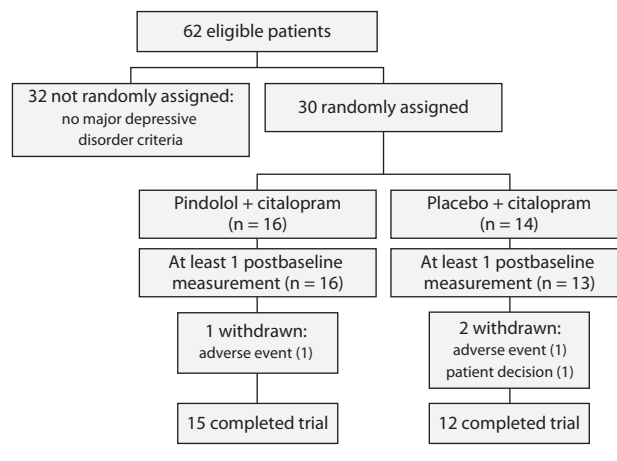 62 eligible patients
32 not randomly assigned:
no major depressive
disorder criteria
30 randomly assigned
Pindolol + citalopram
(n = 16)
Placebo + citalopram
(n = 14)
At least 1 postbaseline
measurement (n = 16)
At least 1 postbaseline
measurement (n = 13)
1 withdrawn:
adverse event (1)
2 withdrawn:
adverse event (1)
patient decision (1)
15 completed trial
12 completed trial